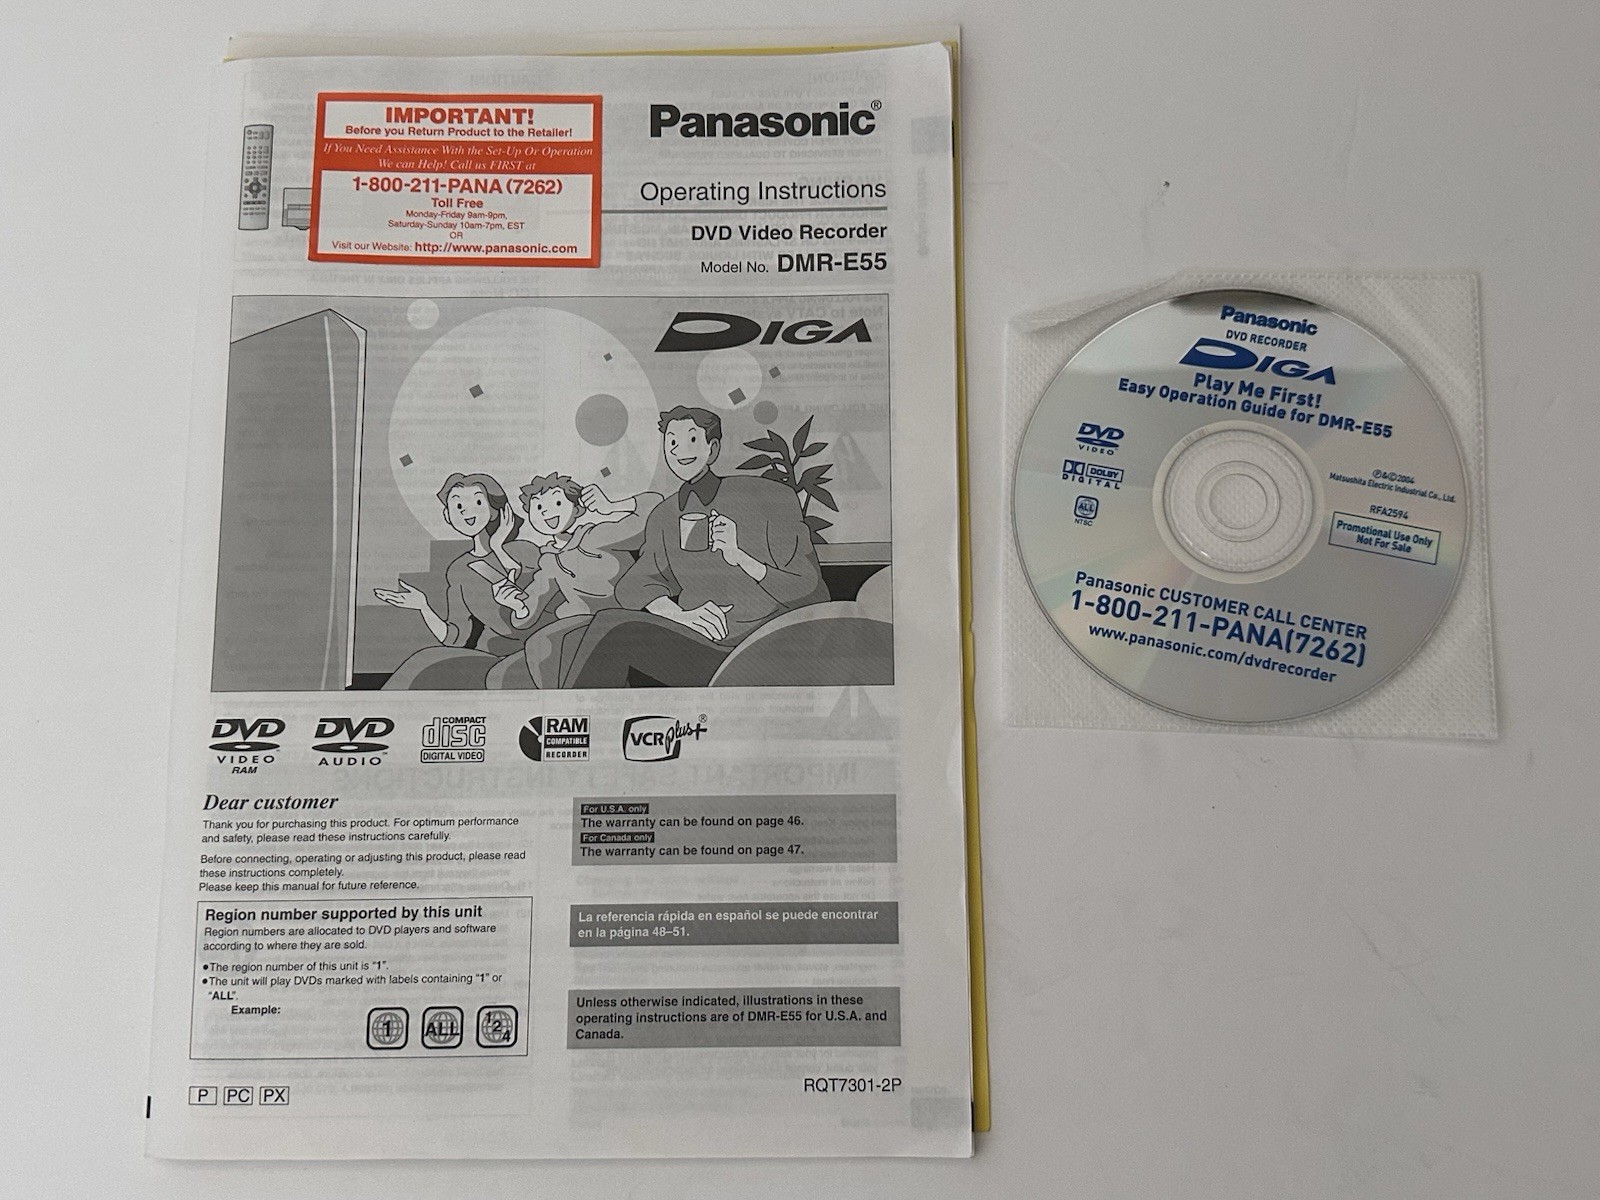 IMPORTANT!
Before you Return Product to the Retailer!
If You Need Assistance With the Set-Up Or Operation
We can Help! Call us FIRST at
1-800-211-PANA (7262)
Toll Free
Monday-Friday 9am-9pm,
Saturday-Sunday 10am-7pm, EST
OR
Visit our Website: http://www.panasonic.com
Panasonic®
Operating Instructions
DVD Video Recorder
Model No. DMR-E55
DIGA
DVD
VIDEO
RAM
DVD
AUDIO
COMPACT
disc
DIGITAL VIDEO
RAM
COMPATIBLE
RECORDER
VCR Plus+®
Dear customer
Thank you for purchasing this product. For optimum performance
and safety, please read these instructions carefully.
Before connecting, operating or adjusting this product, please read
these instructions completely.
Please keep this manual for future reference.
Region number supported by this unit
Region numbers are allocated to DVD players and software
according to where they are sold.
●The region number of this unit is “1”.
●The unit will play DVDs marked with labels containing “1” or
“ALL”.
Example:
1
ALL
1 2 4
For U.S.A. only
The warranty can be found on page 46.
For Canada only
The warranty can be found on page 47.
La referencia rápida en español se puede encontrar
en la página 48–51.
Unless otherwise indicated, illustrations in these
operating instructions are of DMR-E55 for U.S.A. and
Canada.
P PC PX
RQT7301-2P
Panasonic
DVD RECORDER
DIGA
Play Me First!
Easy Operation Guide for DMR-E55
DVD
VIDEO
DOLBY
DIGITAL
ALL
NTSC
Ⓟ&©2004
Matsushita Electric Industrial Co., Ltd.
RFA2594
Promotional Use Only
Not For Sale
Panasonic CUSTOMER CALL CENTER
1-800-211-PANA(7262)
www.panasonic.com/dvdrecorder